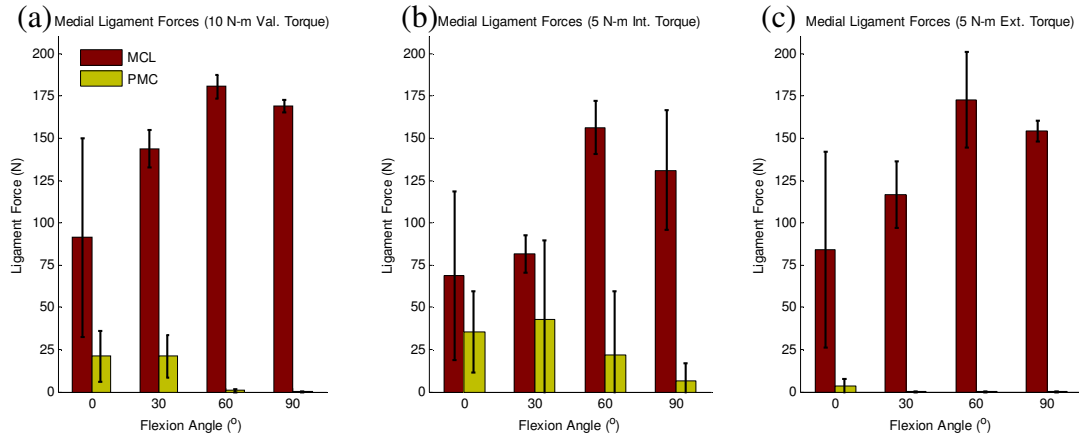 (a)
Medial Ligament Forces (10 N-m Val. Torque)
MCL
PMC
200
175
150
125
100
75
50
25
0
Ligament Force (N)
0 30 60 90
Flexion Angle (o)
(b)
Medial Ligament Forces (5 N-m Int. Torque)
200
175
150
125
100
75
50
25
0
Ligament Force (N)
0 30 60 90
Flexion Angle (o)
(c)
Medial Ligament Forces (5 N-m Ext. Torque)
200
175
150
125
100
75
50
25
0
Ligament Force (N)
0 30 60 90
Flexion Angle (o)